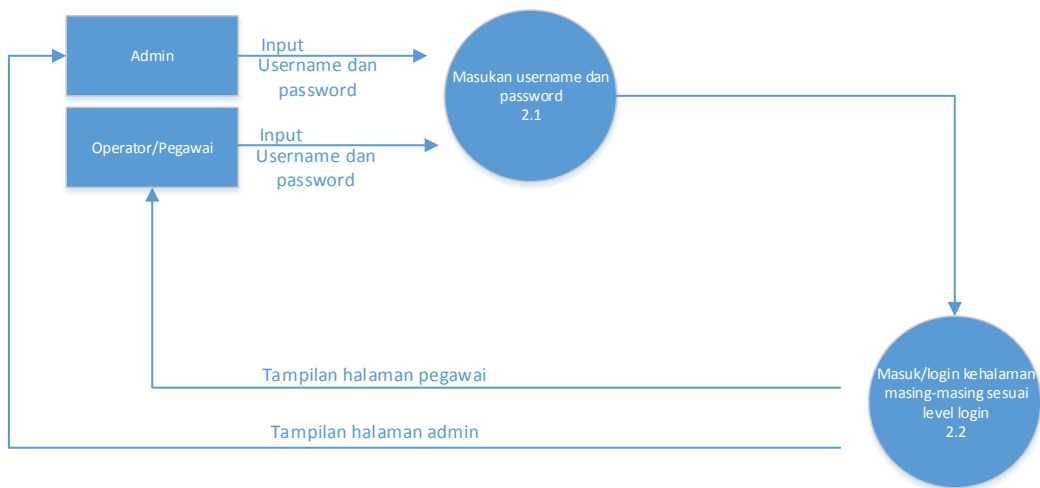 Admin
Input
Username dan
password
Masukan username dan
password
2.1
Operator/Pegawai
Input
Username dan
password
Tampilan halaman pegawai
Masuk/login kehalaman
masing-masing sesuai
level login
2.2
Tampilan halaman admin